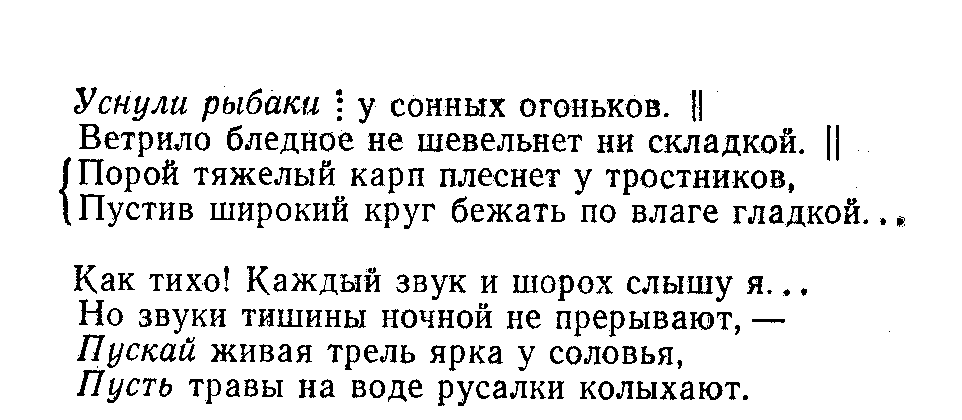 Уснули рыбаки ⋮ у сонных огоньков. ||
Ветрило бледное не шевельнет ни складкой. ||
Порой тяжелый карп плеснет у тростников,
Пустив широкий круг бежать по влаге гладкой...
Как тихо! Каждый звук и шорох слышу я...
Но звуки тишины ночной не прерывают, —
Пускай живая трель ярка у соловья,
Пусть травы на воде русалки колыхают.